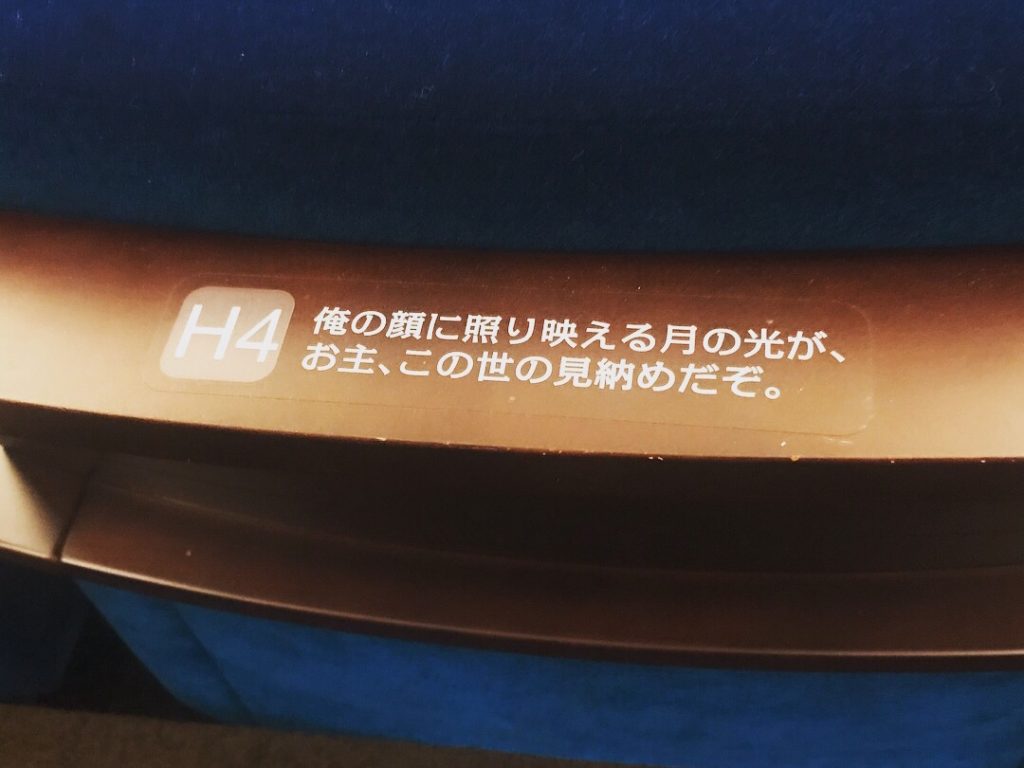 H4
俺の顔に照り映える月の光が、
お主、この世の見納めだぞ。